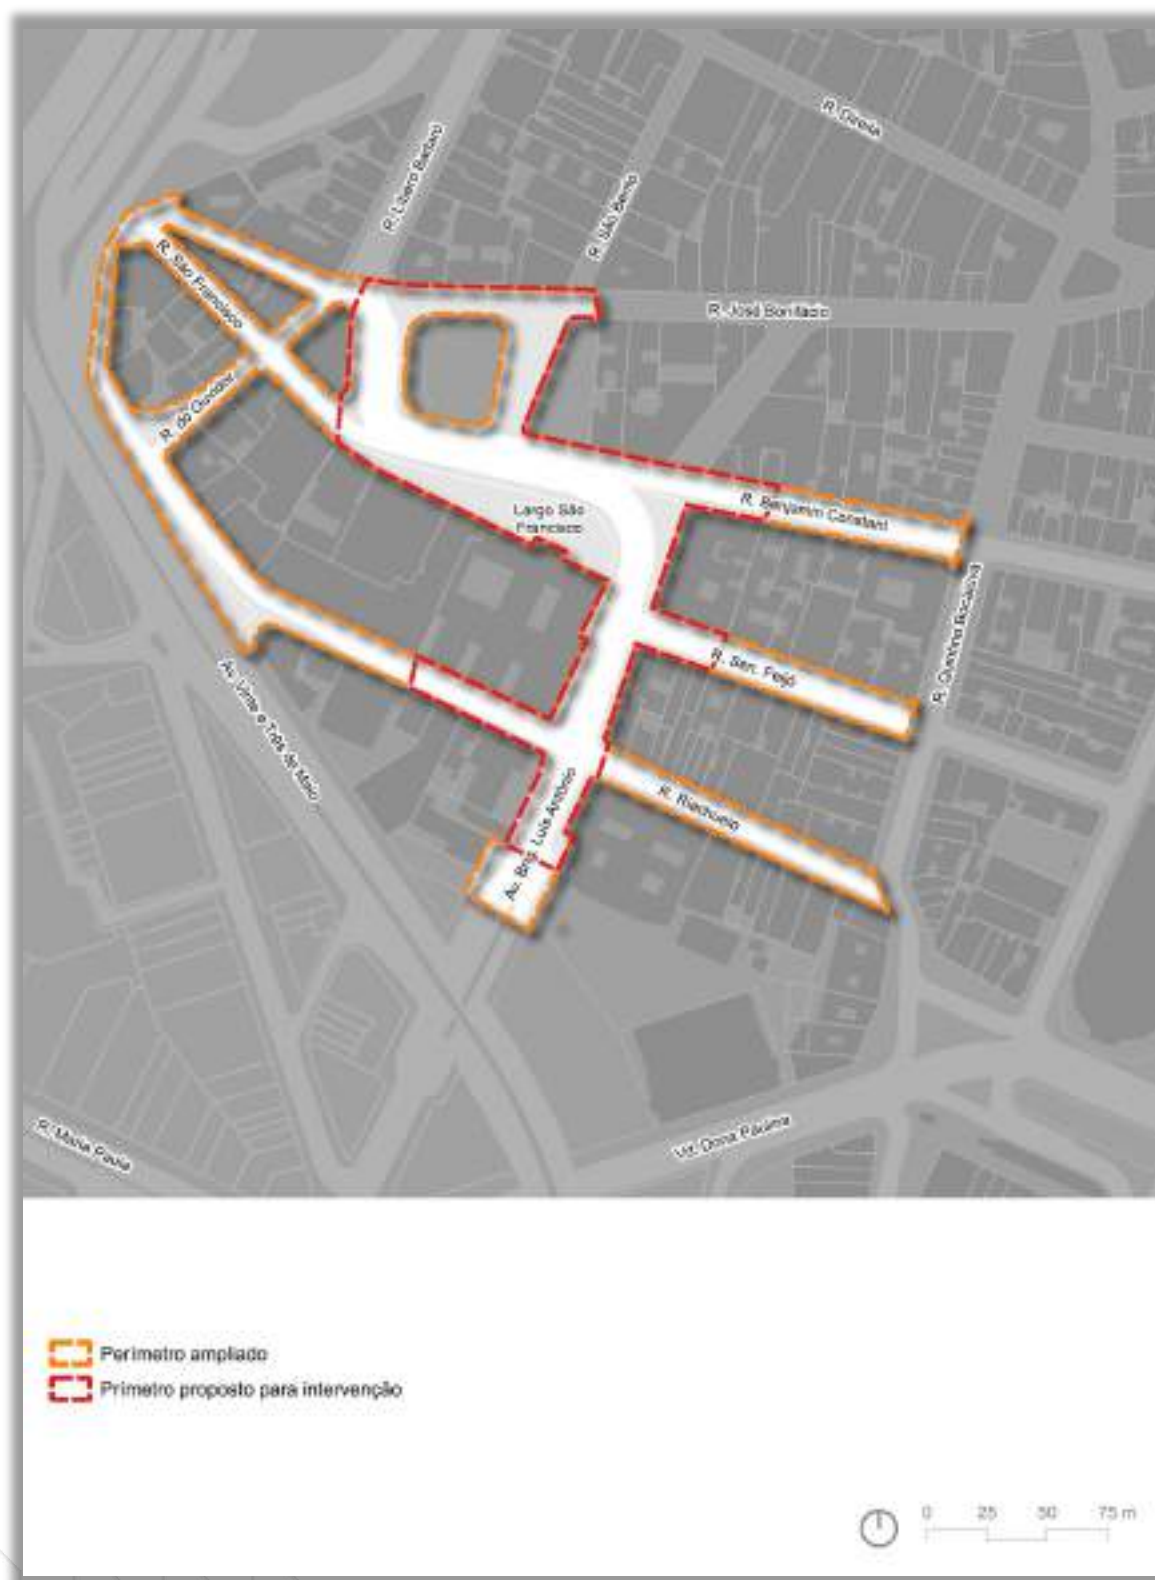 R. Direita
R. Líbero Badaró
R. São Bento
R. São Francisco
R. José Bonifácio
R. do Ouvidor
R. Benjamim Constant
Largo São
Francisco
R. Quintino Bocaiúva
R. Sen. Feijó
Av. Vinte e Três de Maio
R. Riachuelo
Av. Brig. Luís Antônio
R. Maria Paula
Vd. Dona Paulina
Perímetro ampliado
Prímetro proposto para intervenção
0 25 50 75 m